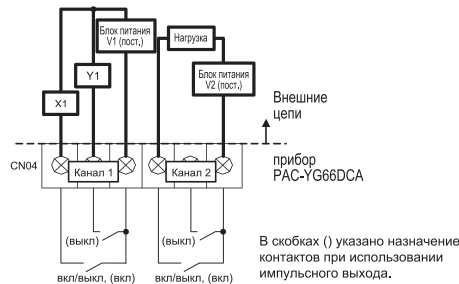 Блок питания
V1 (пост,)
Нагрузка
Y1
Блок питания
V2 (пост,)
X1
Внешние
цепи
CN04
Канал 1
Канал 2
прибор
PAC-YG66DCA
(выкл)
(выкл)
В скобках () указано назначение
контактов при использовании
импульсного выхода.
вкл/выкл, (вкл)
вкл/выкл, (вкл)